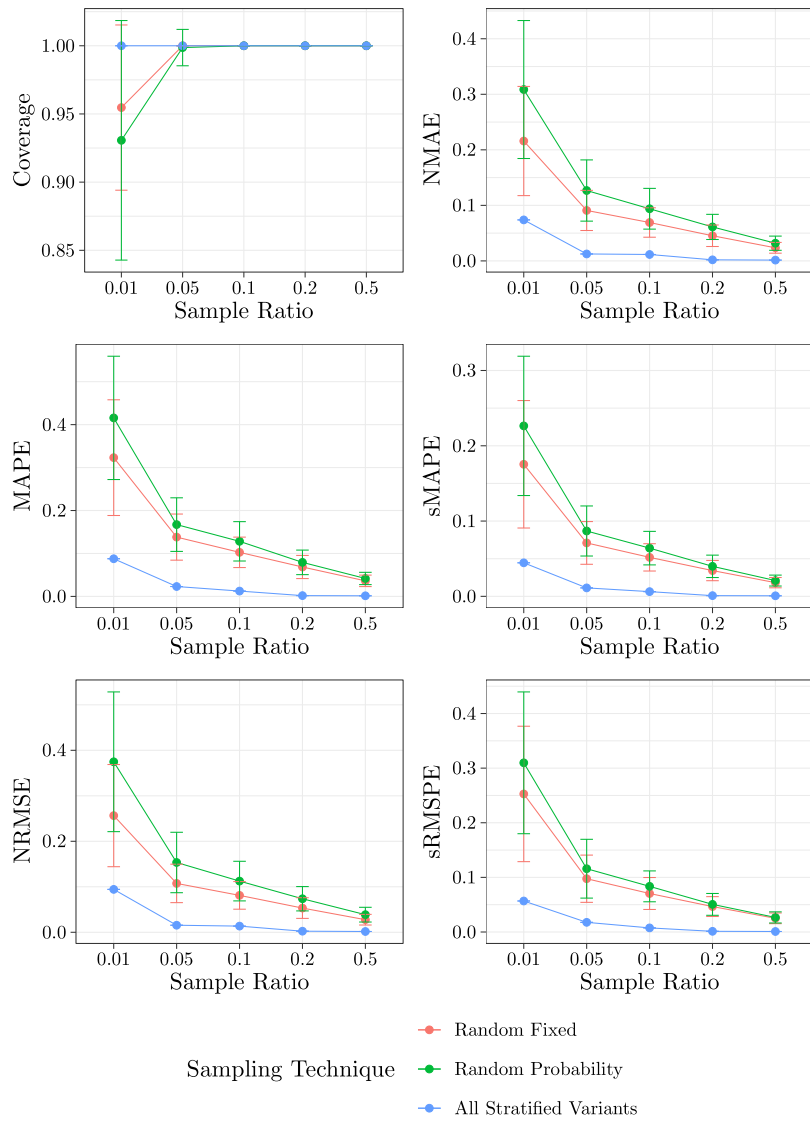 Coverage
1.00
0.95
0.90
0.85
0.01 0.05 0.1 0.2 0.5
Sample Ratio
NMAE
0.4
0.3
0.2
0.1
0.0
0.01 0.05 0.1 0.2 0.5
Sample Ratio
MAPE
0.4
0.2
0.0
0.01 0.05 0.1 0.2 0.5
Sample Ratio
sMAPE
0.3
0.2
0.1
0.0
0.01 0.05 0.1 0.2 0.5
Sample Ratio
NRMSE
0.4
0.2
0.0
0.01 0.05 0.1 0.2 0.5
Sample Ratio
sRMSPE
0.4
0.3
0.2
0.1
0.0
0.01 0.05 0.1 0.2 0.5
Sample Ratio
Sampling Technique
Random Fixed
Random Probability
All Stratified Variants